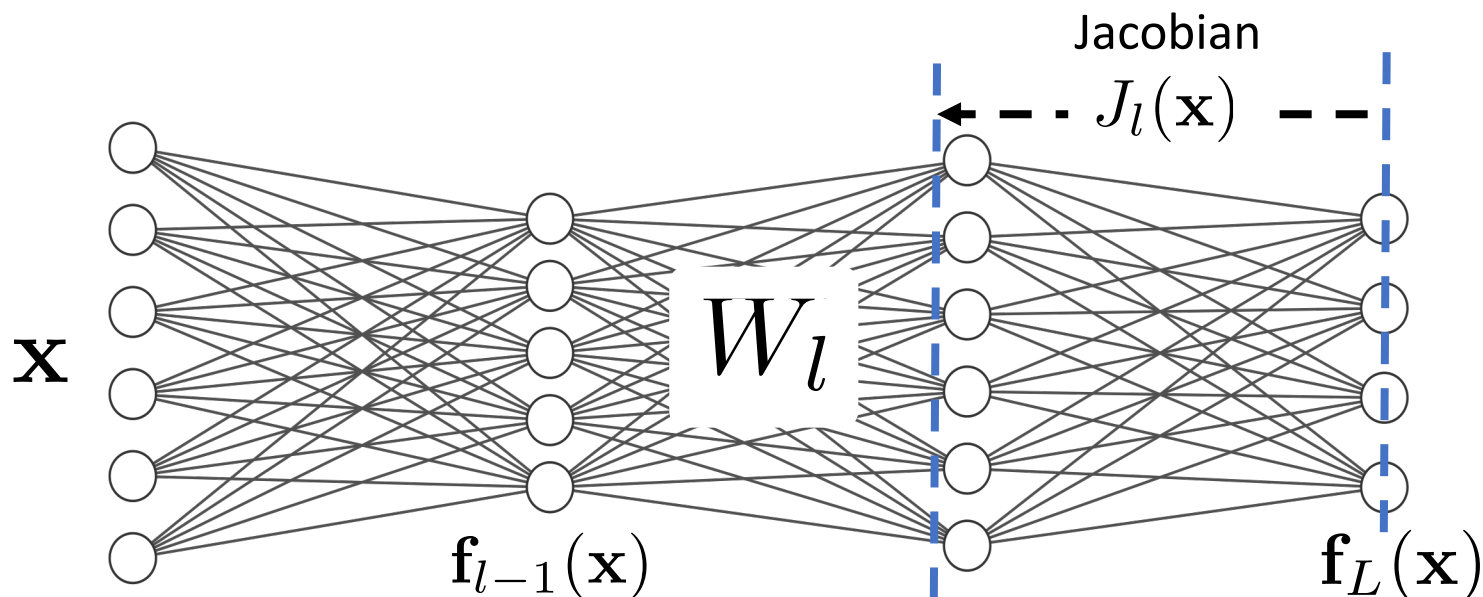 Jacobian
J_l(x)
W_l
x
f_{l−1}(x)
f_L(x)